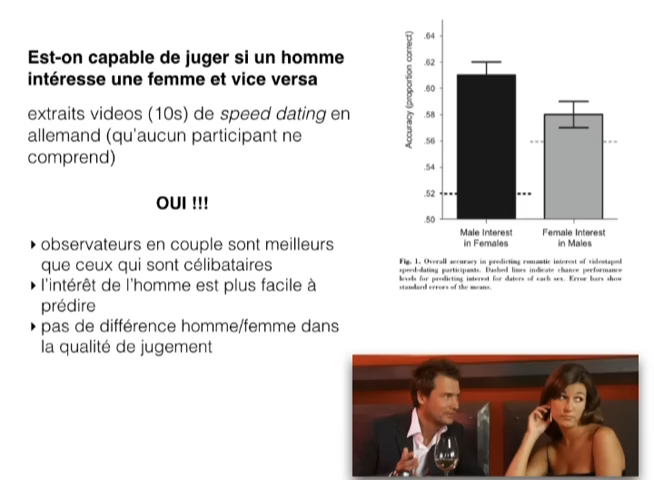 Est-on capable de juger si un homme
intéresse une femme et vice versa
extraits videos (10s) de speed dating en
allemand (qu'aucun participant ne
comprend)
OUI !!!
‣ observateurs en couple sont meilleurs
que ceux qui sont célibataires
‣ l'intérêt de l'homme est plus facile à
prédire
‣ pas de différence homme/femme dans
la qualité de jugement
Accuracy (proportion correct)
.64
.62
.60
.58
.56
.54
.52
.50
Male Interest
in Females
Female Interest
in Males
Fig. 1. Overall accuracy in predicting romantic interest of videotaped
speed-dating participants. Dashed lines indicate chance performance
levels for predicting interest for daters of each sex. Error bars show
standard errors of the means.